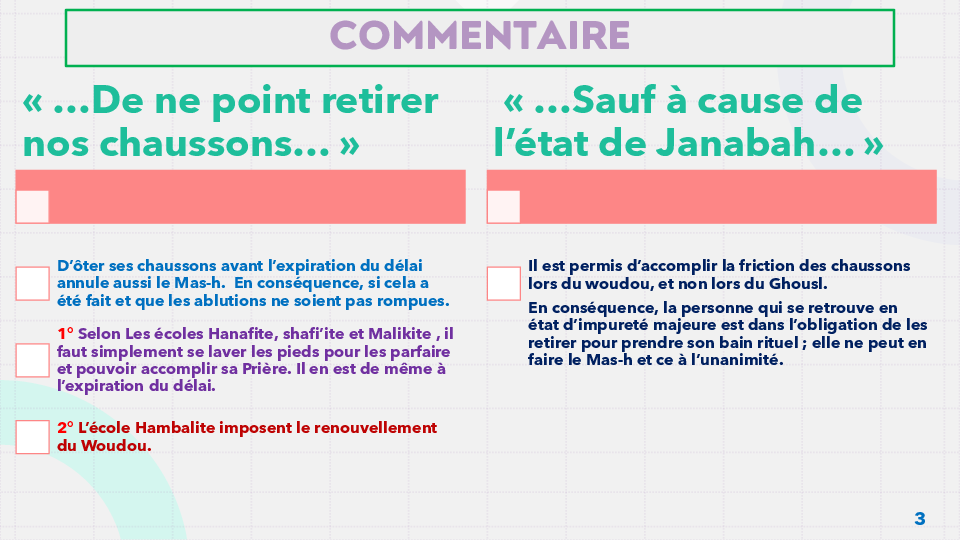 COMMENTAIRE
« …De ne point retirer
nos chaussons… »
D’ôter ses chaussons avant l’expiration du délai
annule aussi le Mas-h.  En conséquence, si cela a
été fait et que les ablutions ne soient pas rompues.
1° Selon Les écoles Hanafite, shafi’ite et Malikite , il
faut simplement se laver les pieds pour les parfaire
et pouvoir accomplir sa Prière. Il en est de même à
l’expiration du délai.
2° L’école Hambalite imposent le renouvellement
du Woudou.
« …Sauf à cause de
l’état de Janabah… »
Il est permis d’accomplir la friction des chaussons
lors du woudou, et non lors du Ghousl.
En conséquence, la personne qui se retrouve en
état d’impureté majeure est dans l’obligation de les
retirer pour prendre son bain rituel ; elle ne peut en
faire le Mas-h et ce à l’unanimité.
3